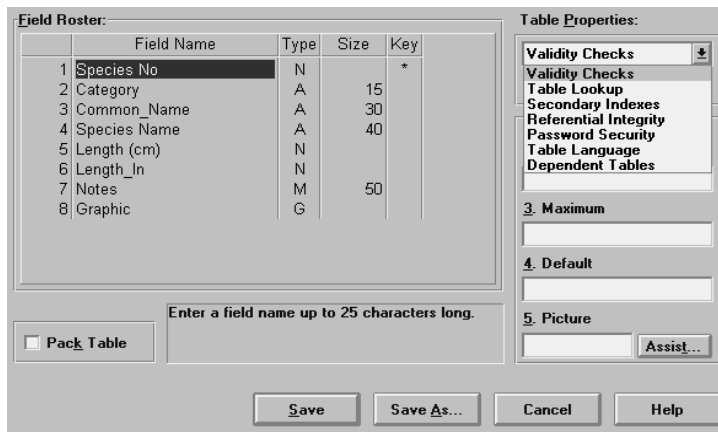 Field Roster:
Field Name Type Size Key
1 Species No N *
2 Category A 15
3 Common_Name A 30
4 Species Name A 40
5 Length (cm) N
6 Length_In N
7 Notes M 50
8 Graphic G
Enter a field name up to 25 characters long.
Pack Table
Table Properties:
Validity Checks
Validity Checks
Table Lookup
Secondary Indexes
Referential Integrity
Password Security
Table Language
Dependent Tables
3. Maximum
4. Default
5. Picture
Assist...
Save Save As... Cancel Help